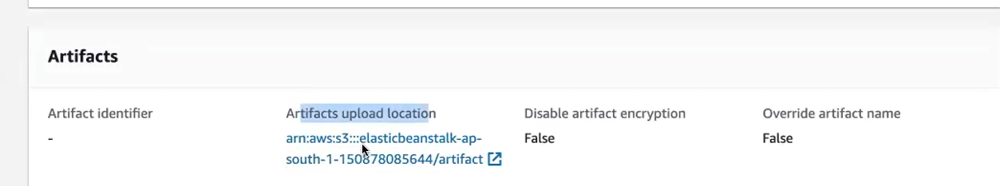 Artifacts
Artifact identifier
-
Artifacts upload location
arn:aws:s3:::elasticbeanstalk-ap-
south-1-150878085644/artifact
Disable artifact encryption
False
Override artifact name
False